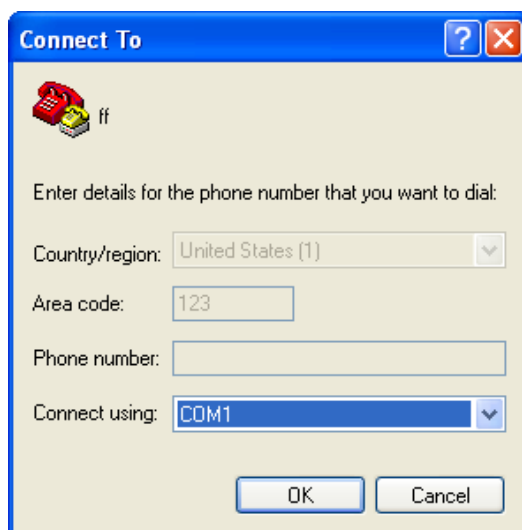 Connect To
ff
Enter details for the phone number that you want to dial:
Country/region: United States (1)
Area code: 123
Phone number:
Connect using: COM1
OK Cancel